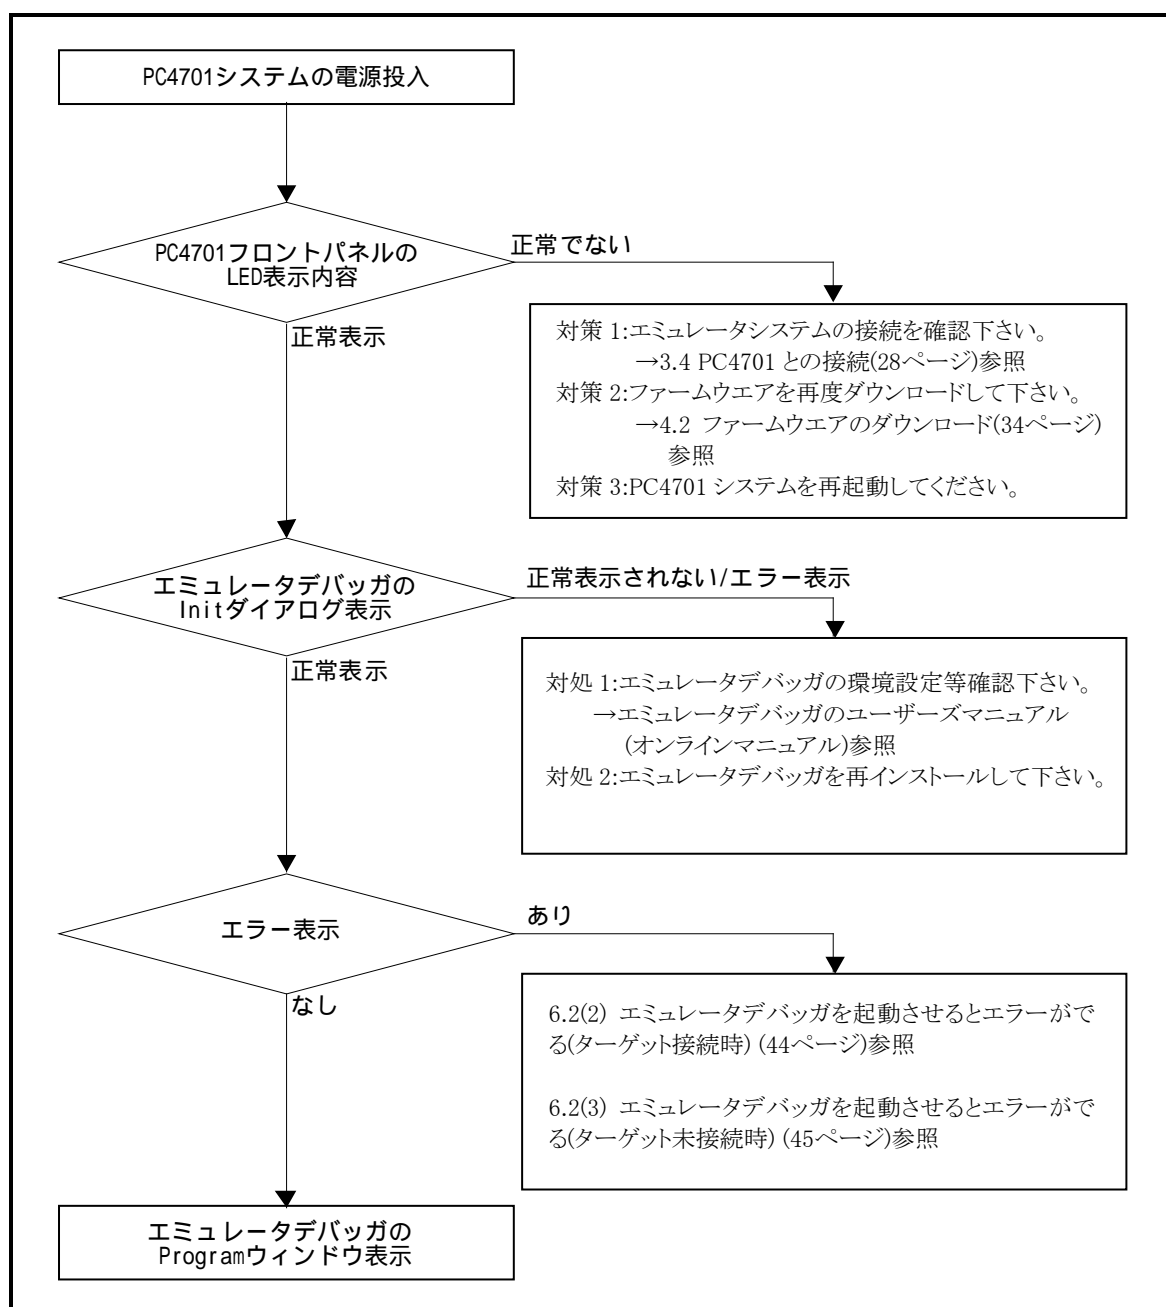 PC4701システムの電源投入
PC4701フロントパネルの
LED表示内容
正常でない
正常表示
対策 1:エミュレータシステムの接続を確認下さい。
→3.4 PC4701 との接続(28ページ)参照
対策 2:ファームウエアを再度ダウンロードして下さい。
→4.2 ファームウエアのダウンロード(34ページ)
参照
対策 3:PC4701 システムを再起動してください。
エミュレータデバッガの
Initダイアログ表示
正常表示されない/エラー表示
正常表示
対処 1:エミュレータデバッガの環境設定等確認下さい。
→エミュレータデバッガのユーザーズマニュアル
(オンラインマニュアル)参照
対処 2:エミュレータデバッガを再インストールして下さい。
エラー表示
あり
なし
6.2(2) エミュレータデバッガを起動させるとエラーがで
る(ターゲット接続時) (44ページ)参照
6.2(3) エミュレータデバッガを起動させるとエラーがで
る(ターゲット未接続時) (45ページ)参照
エミュレータデバッガの
Programウィンドウ表示